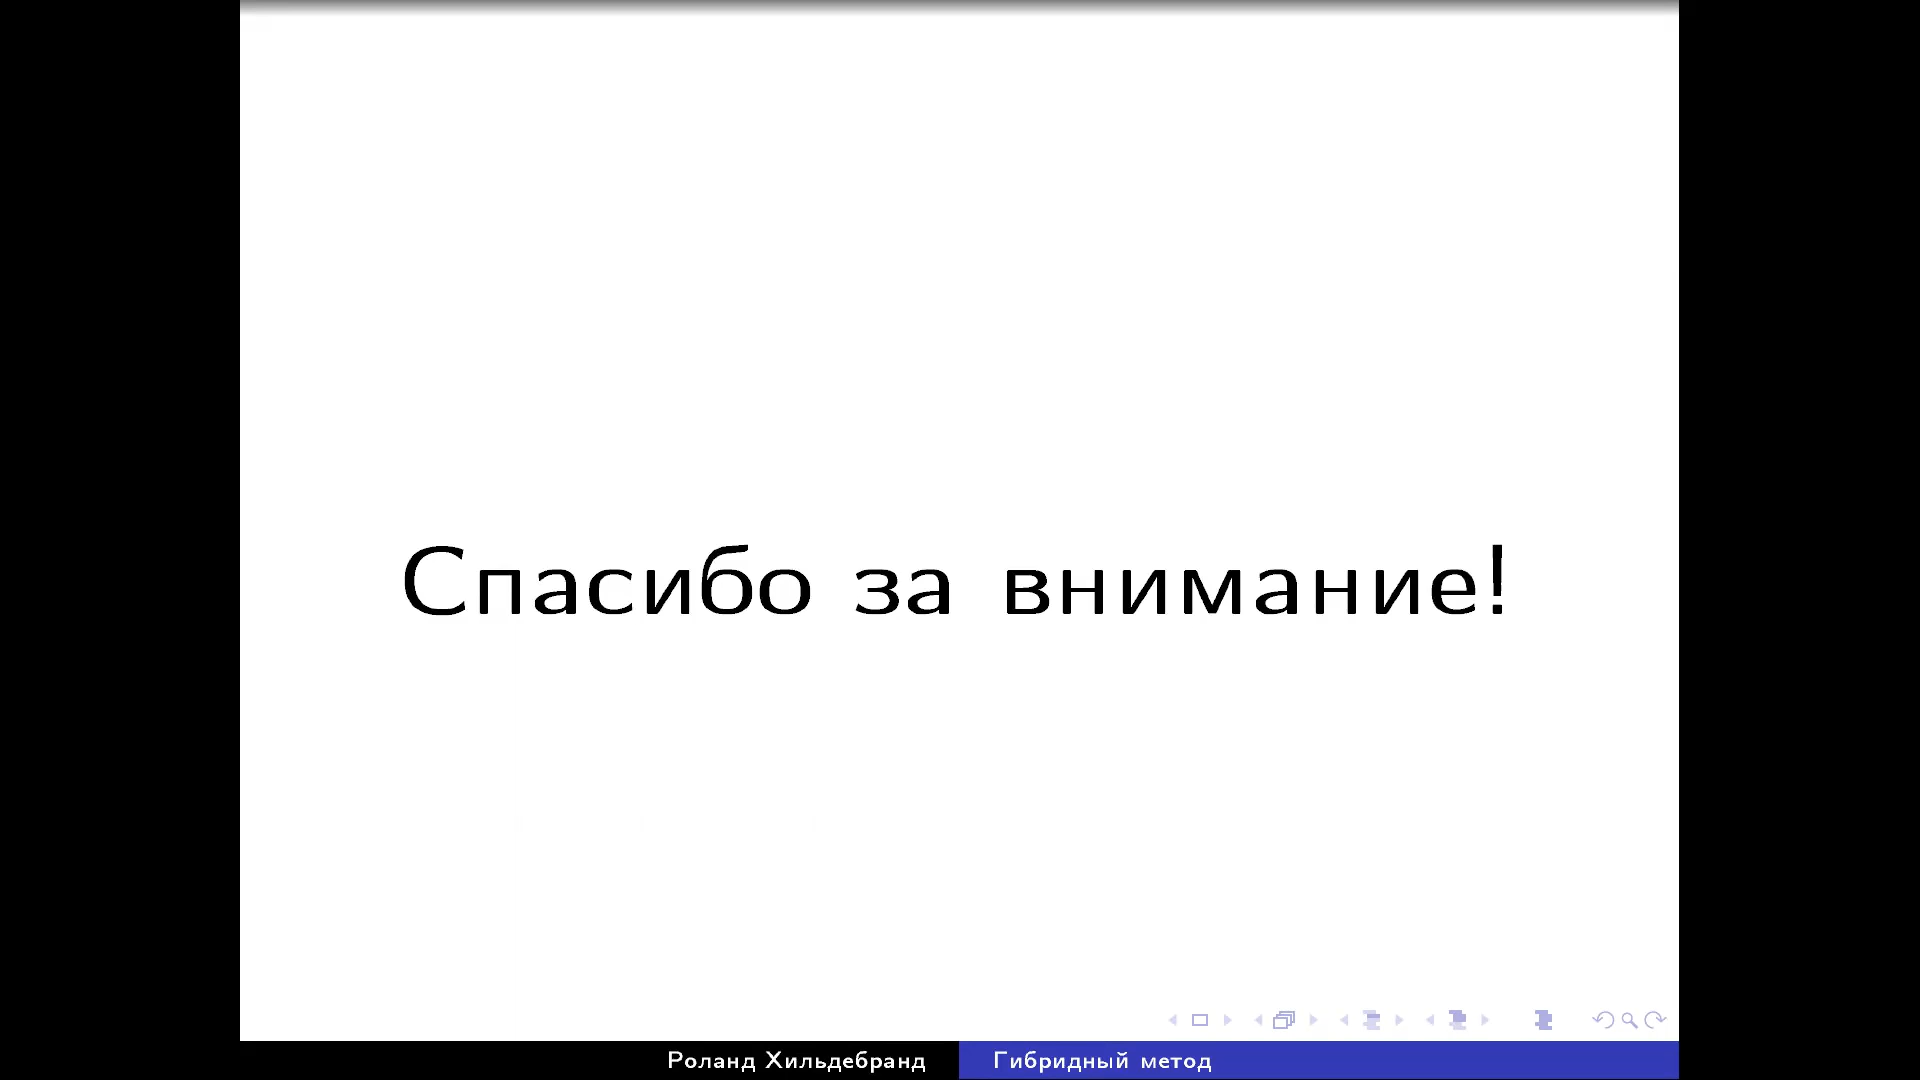 Спасибо за внимание!
Роланд Хильдебранд
Гибридный метод